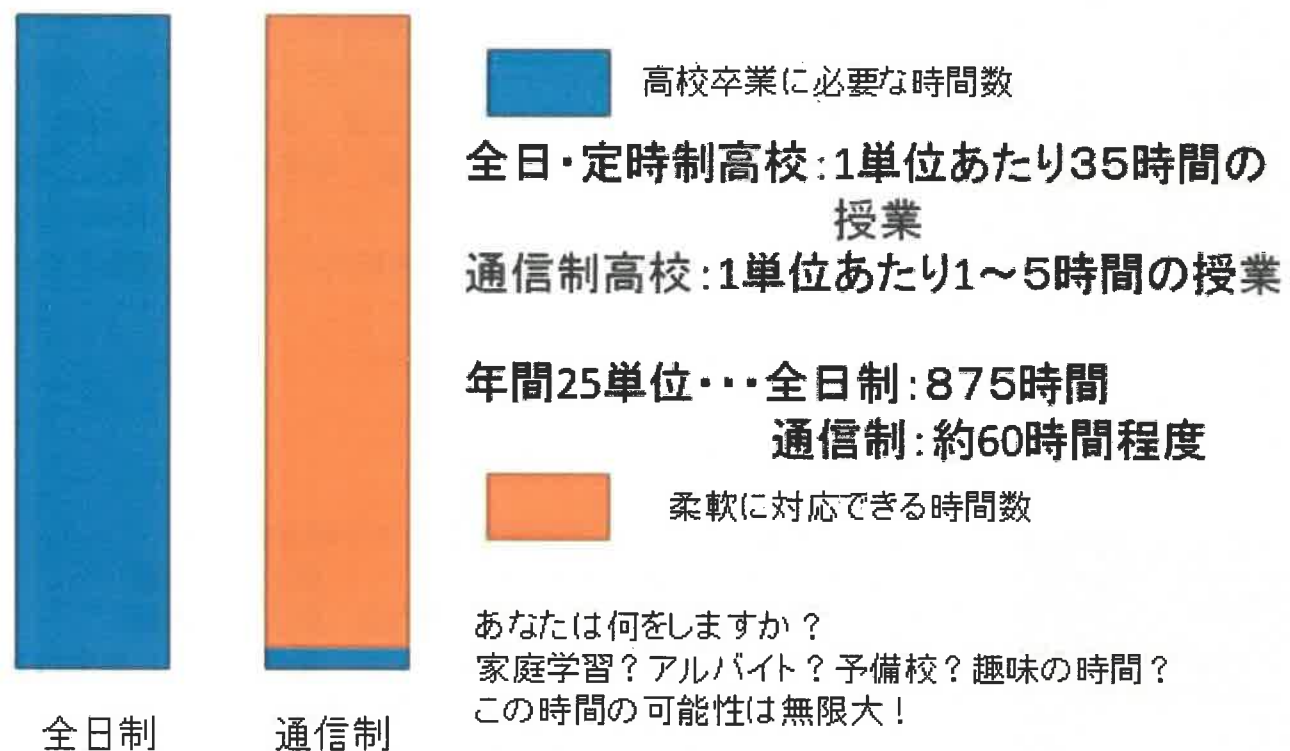 高校卒業に必要な時間数
全日・定時制高校:1単位あたり35時間の
授業
通信制高校:1単位あたり1～5時間の授業
年間25単位・・・全日制:875時間
通信制:約60時間程度
柔軟に対応できる時間数
あなたは何をしますか?
家庭学習?アルバイト?予備校?趣味の時間?
この時間の可能性は無限大!
全日制
通信制